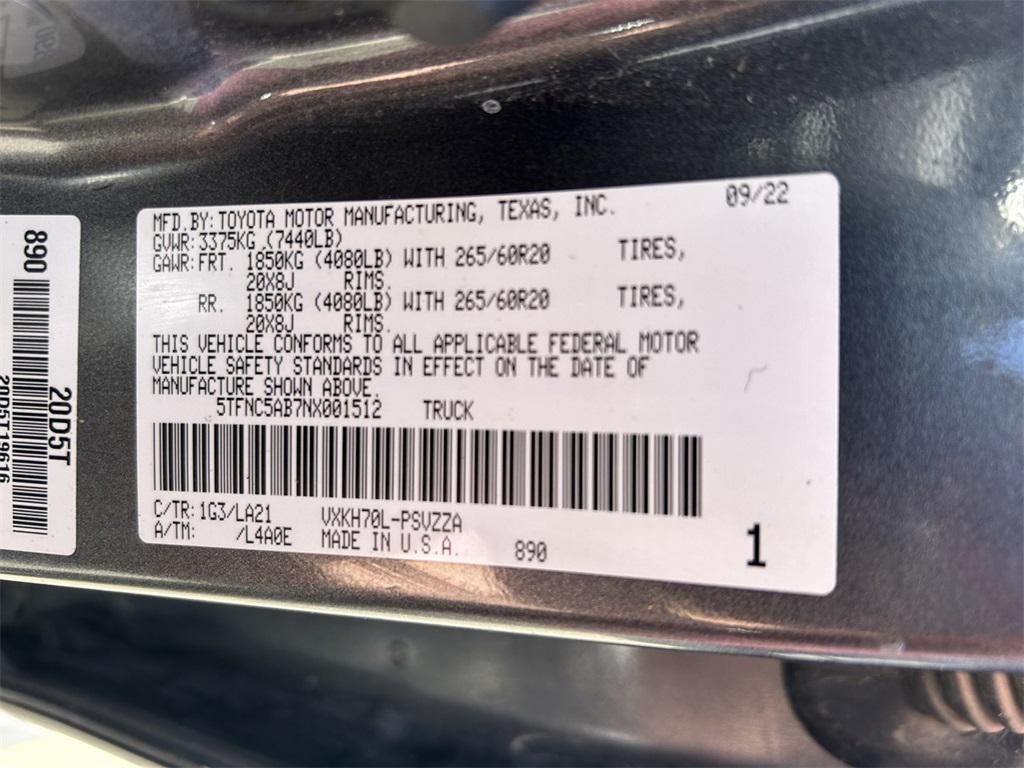 MFD.BY:TOYOTA MOTOR MANUFACTURING, TEXAS, INC. 09/22
GVWR:3375KG (7440LB)
GAWR:FRT. 1850KG (4080LB) WITH 265/60R20 TIRES,
20X8J RIMS.
RR. 1850KG (4080LB) WITH 265/60R20 TIRES,
20X8J RIMS.
THIS VEHICLE CONFORMS TO ALL APPLICABLE FEDERAL MOTOR
VEHICLE SAFETY STANDARDS IN EFFECT ON THE DATE OF
MANUFACTURE SHOWN ABOVE.
5TFNC5AB7NX001512 TRUCK
C/TR:1G3/LA21 VXKH70L-PSVZZA
A/TM: /L4A0E MADE IN U.S.A. 890 1
890
20D5T
20D5T19616